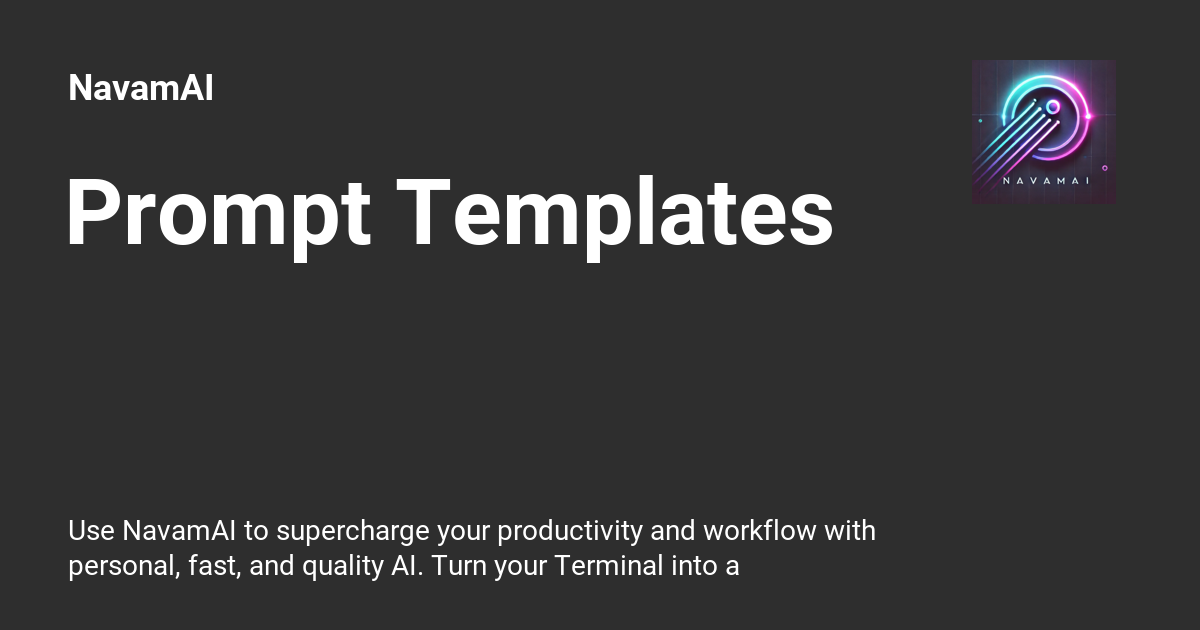 NavamAI
NAVAMAI
Prompt Templates
Use NavamAI to supercharge your productivity and workflow with
personal, fast, and quality AI. Turn your Terminal into a